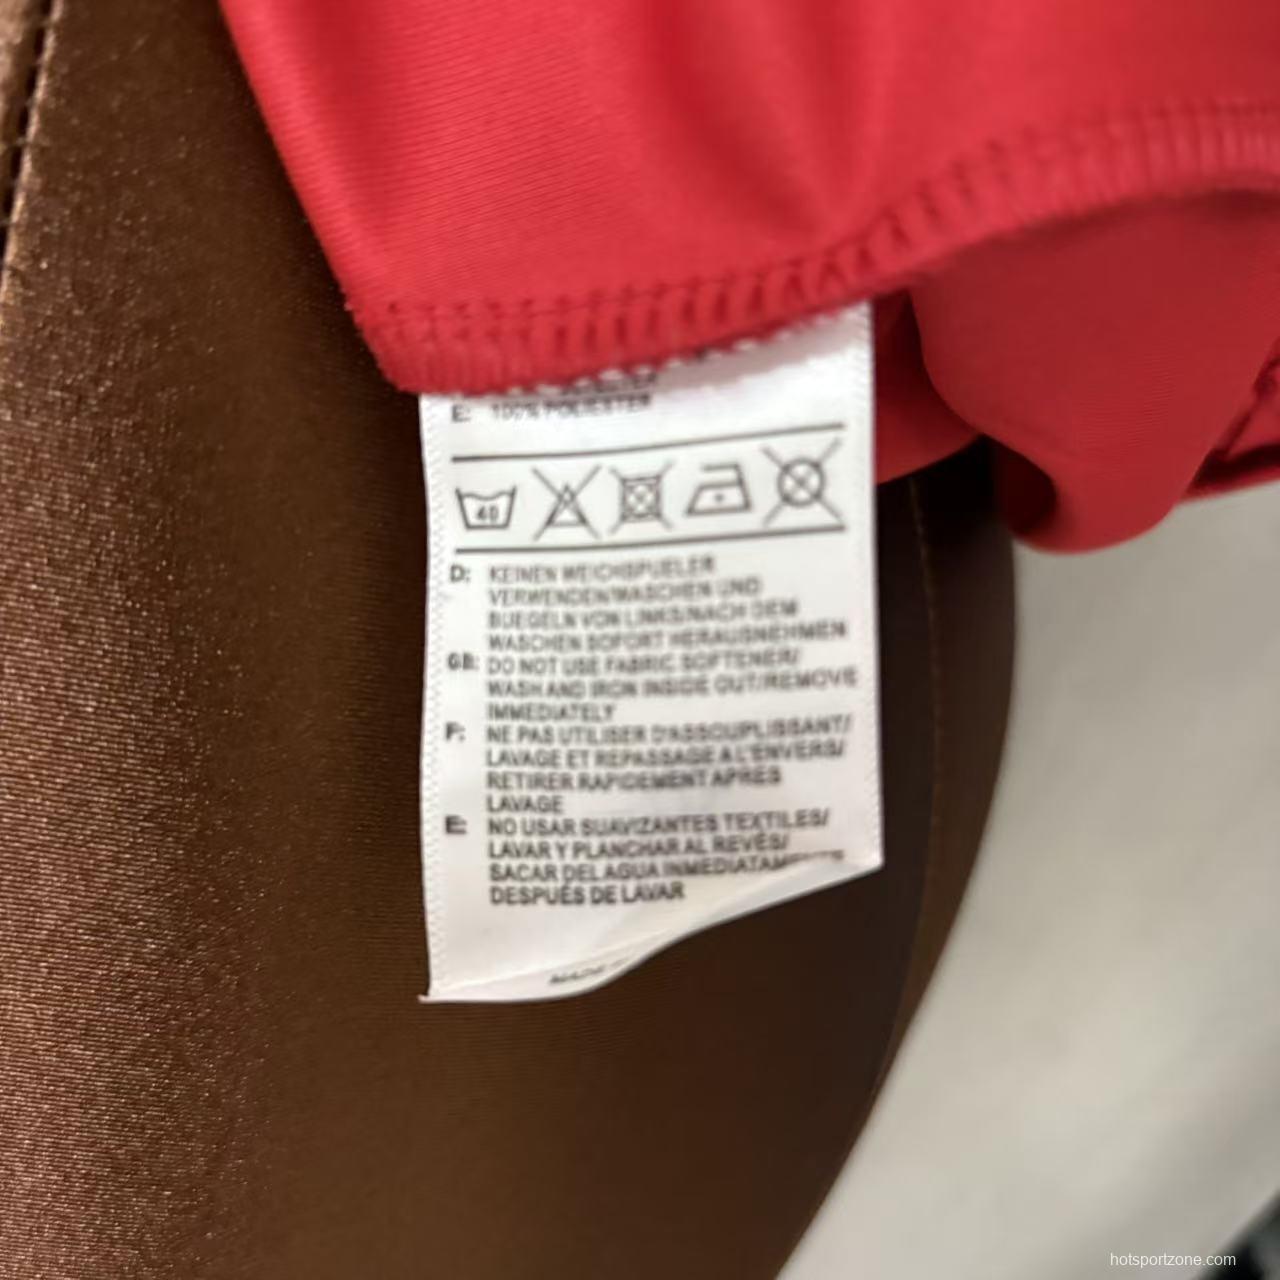 E: 100% POLIESTER
40
D: KEINEN WEICHSPUELER
VERWENDEN/WASCHEN UND
BUEGELN VON LINKS/NACH DEM
WASCHEN SOFORT HERAUSNEHMEN
GB: DO NOT USE FABRIC SOFTENER/
WASH AND IRON INSIDE OUT/REMOVE
IMMEDIATELY
F: NE PAS UTILISER D'ASSOUPLISSANT/
LAVAGE ET REPASSAGE A L'ENVERS/
RETIRER RAPIDEMENT APRES
LAVAGE
E: NO USAR SUAVIZANTES TEXTILES/
LAVAR Y PLANCHAR AL REVÉS/
SACAR DEL AGUA INMEDIATAMENTE
DESPUÉS DE LAVAR
MADE
hotsportzone.com